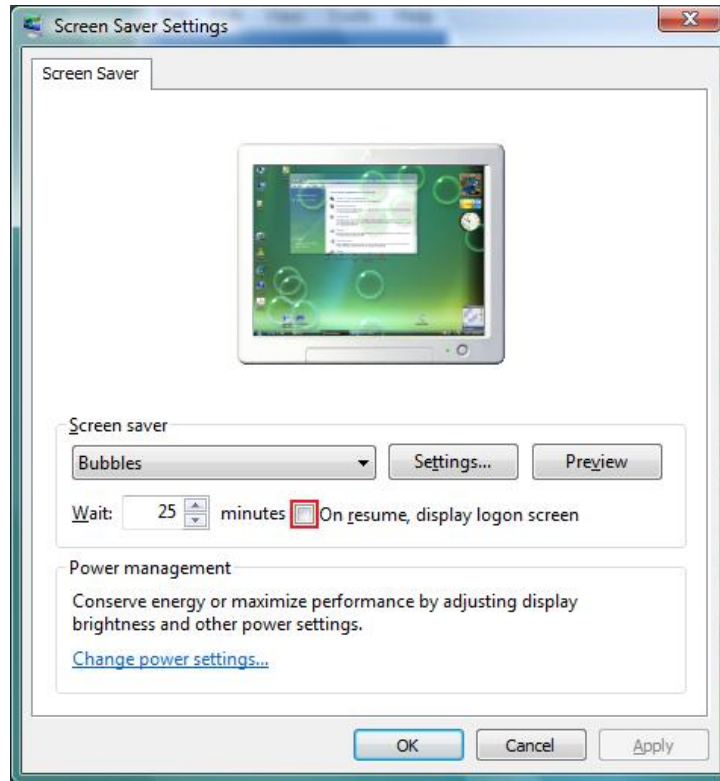 Screen Saver Settings
Screen Saver
Screen saver
Bubbles
Settings...
Preview
Wait:
25
minutes
On resume, display logon screen
Power management
Conserve energy or maximize performance by adjusting display
brightness and other power settings.
Change power settings...
OK
Cancel
Apply